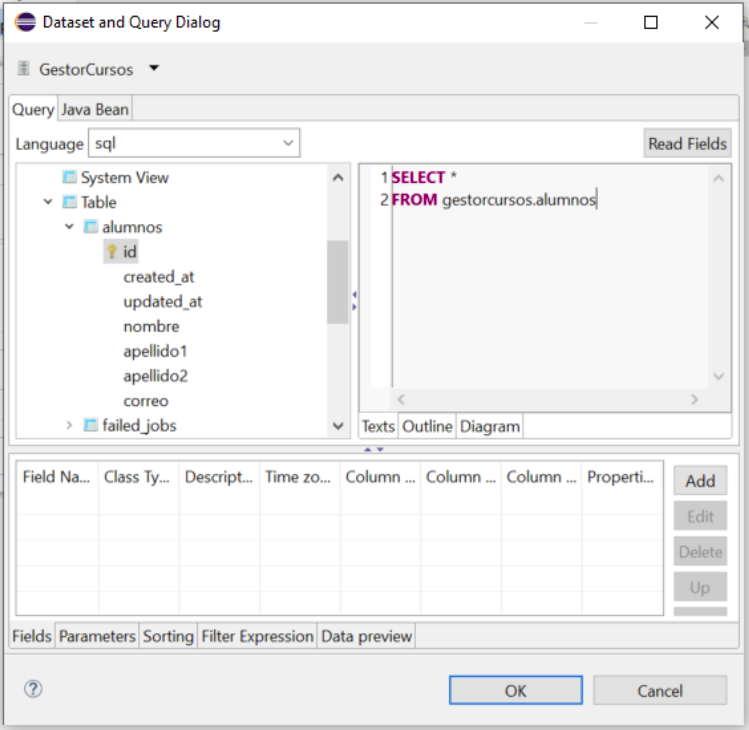 Dataset and Query Dialog
GestorCursos
Query Java Bean
Language sql Read Fields
System View
Table
alumnos
id
created_at
updated_at
nombre
apellido1
apellido2
correo
failed_jobs
1 SELECT *
2 FROM gestorcursos.alumnos
Texts Outline Diagram
Field Na... Class Ty... Descript... Time zo... Column ... Column ... Column ... Properti...
Add
Edit
Delete
Up
Fields Parameters Sorting Filter Expression Data preview
? OK Cancel